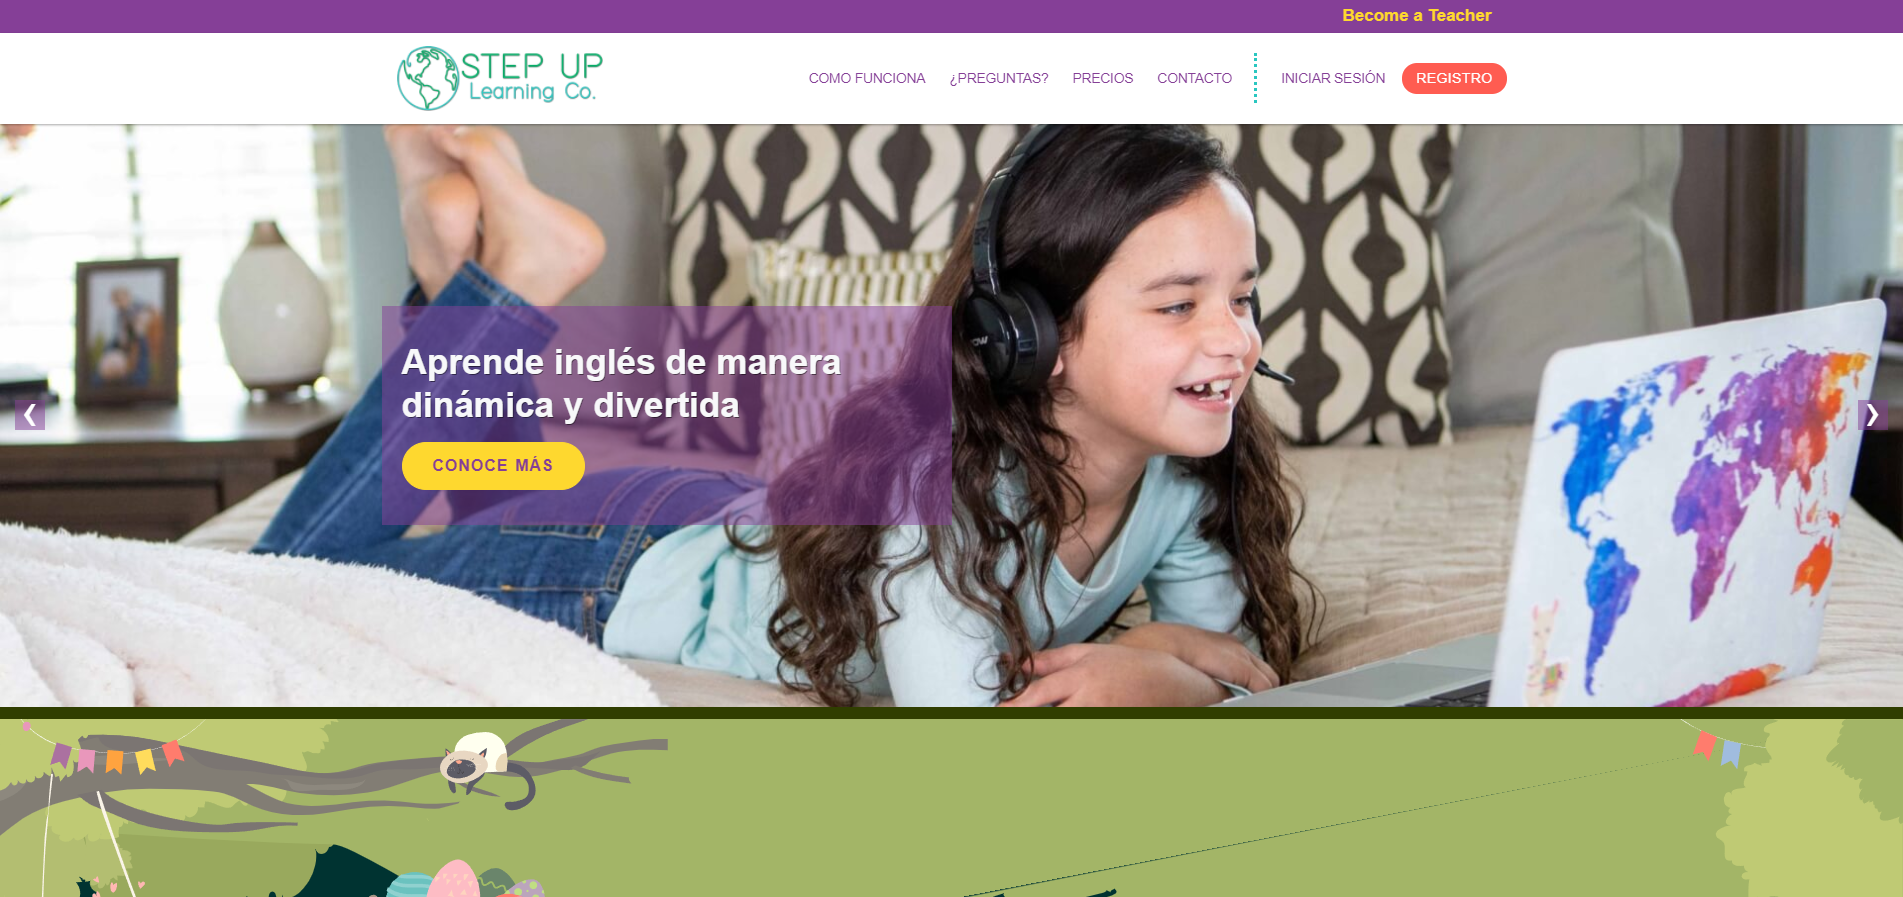 Become a Teacher
STEP UP
Learning Co.
COMO FUNCIONA
¿PREGUNTAS?
PRECIOS
CONTACTO
INICIAR SESIÓN
REGISTRO
Aprende inglés de manera
dinámica y divertida
CONOCE MÁS